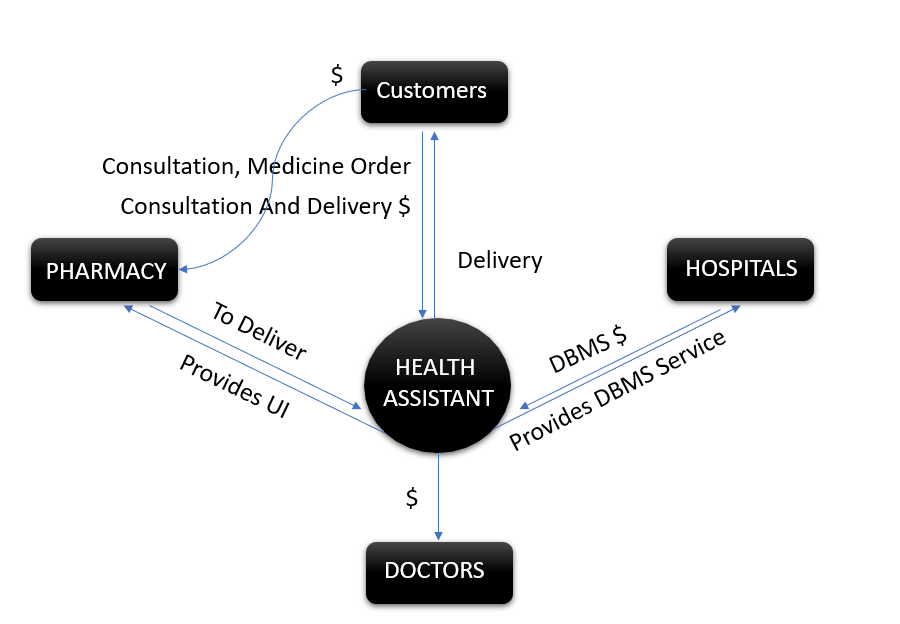 $
Customers
Consultation, Medicine Order
Consultation And Delivery $
PHARMACY
Delivery
HOSPITALS
To Deliver
Provides UI
HEALTH
ASSISTANT
DBMS $
Provides DBMS Service
$
DOCTORS